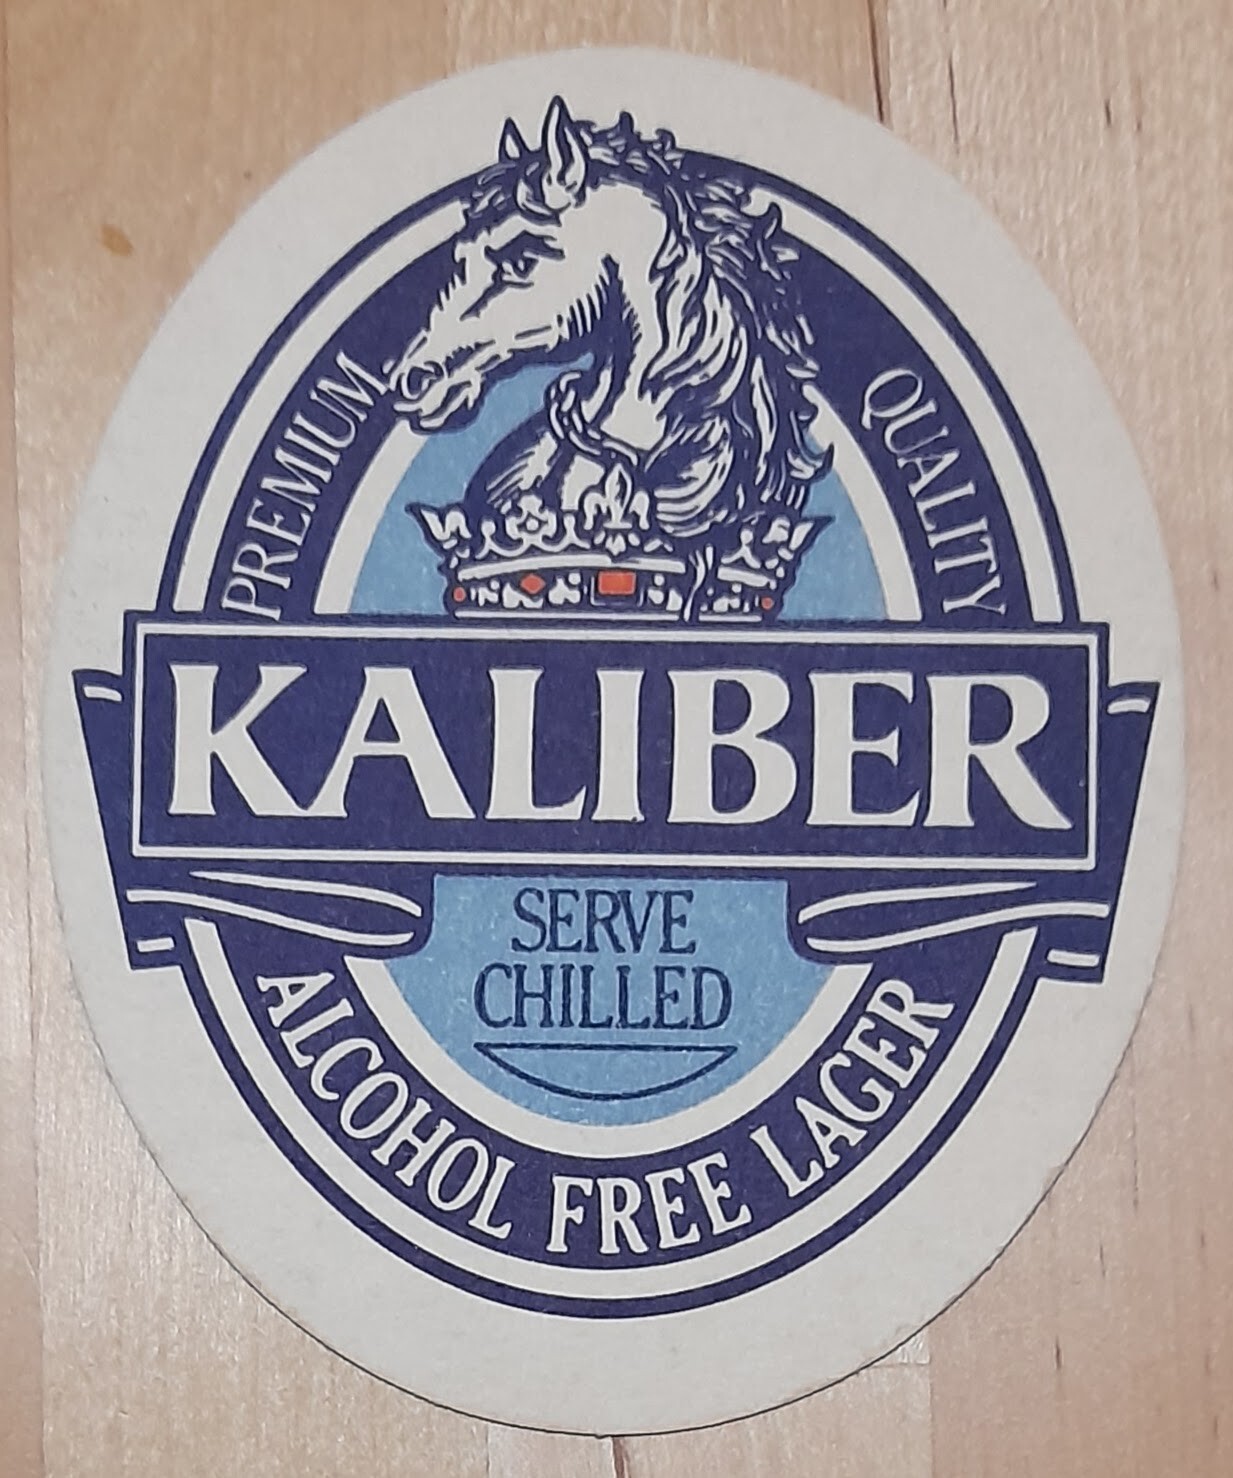 PREMIUM
QUALITY
KALIBER
SERVE
CHILLED
ALCOHOL FREE LAGER